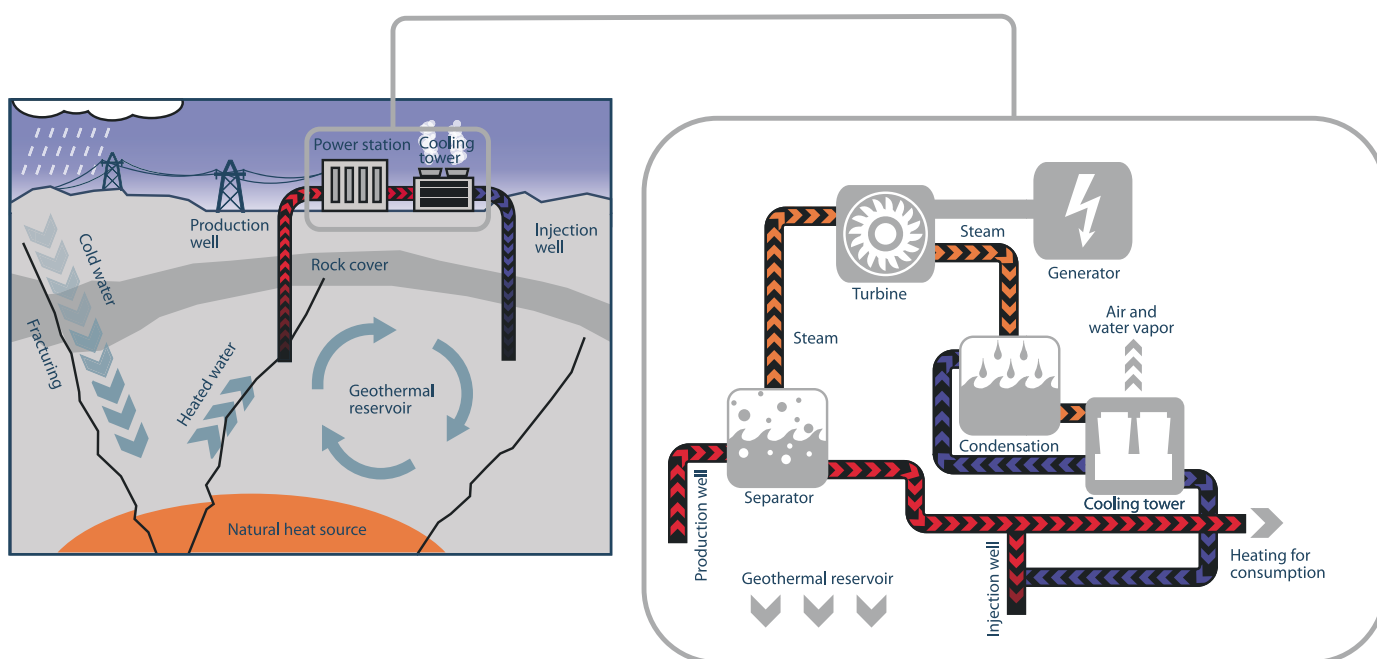 Power station
Cooling
tower
Production
well
Injection
well
Rock cover
Cold water
Fracturing
Heated water
Geothermal
reservoir
Natural heat source
Turbine
Steam
Generator
Steam
Air and
water vapor
Condensation
Separator
Cooling tower
Production well
Geothermal reservoir
Injection well
Heating for
consumption